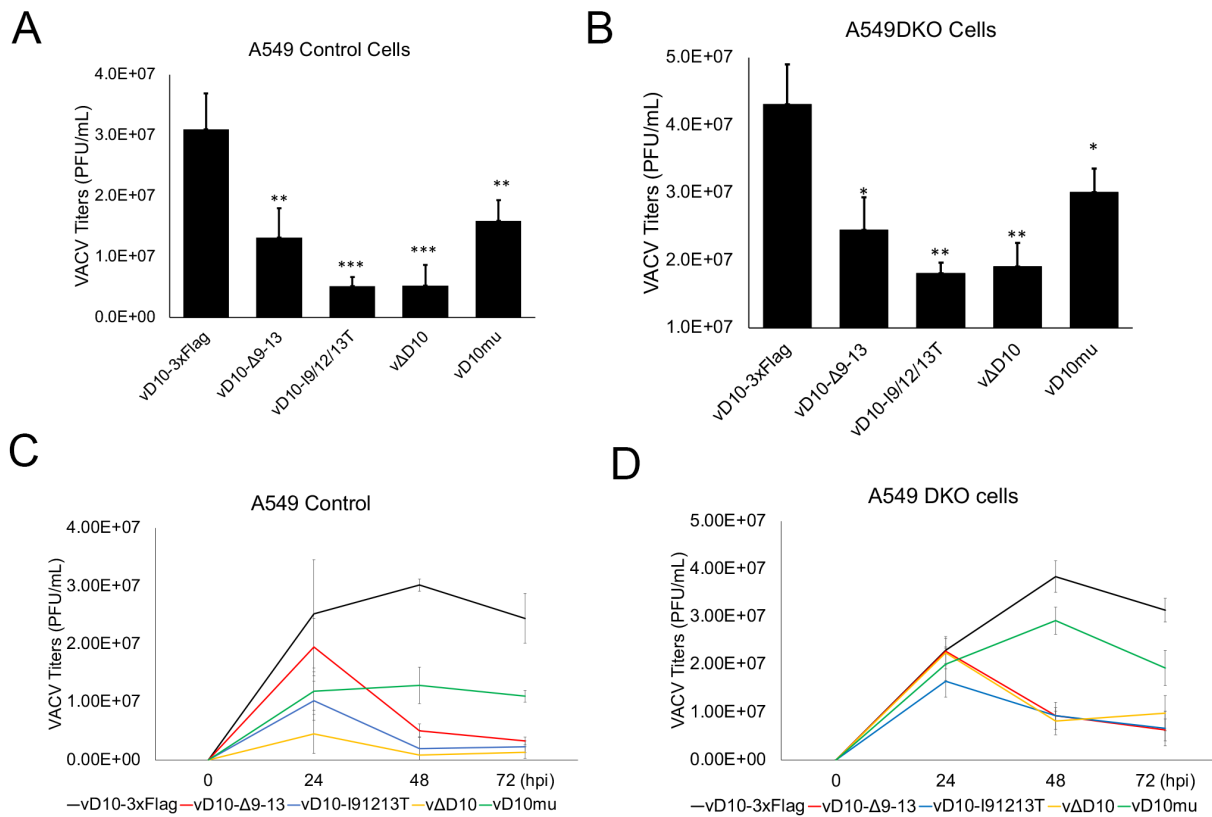 A
A549 Control Cells
VACV Titers (PFU/mL)
4.0E+07
3.0E+07
2.0E+07
1.0E+07
0.0E+00
**
***
***
**
vD10-3xFlag
vD10-Δ9-13
vD10-I9/12/13T
vΔD10
vD10mu
B
A549DKO Cells
VACV Titers (PFU/mL)
5.0E+07
4.0E+07
3.0E+07
2.0E+07
1.0E+07
*
**
**
*
vD10-3xFlag
vD10-Δ9-13
vD10-I9/12/13T
vΔD10
vD10mu
C
A549 Control
VACV Titers (PFU/mL)
4.00E+07
3.00E+07
2.00E+07
1.00E+07
0.00E+00
0 24 48 72 (hpi)
vD10-3xFlag vD10-Δ9-13 vD10-I91213T vΔD10 vD10mu
D
A549 DKO cells
VACV Titers (PFU/mL)
5.00E+07
4.00E+07
3.00E+07
2.00E+07
1.00E+07
0.00E+00
0 24 48 72 (hpi)
vD10-3xFlag vD10-Δ9-13 vD10-I91213T vΔD10 vD10mu